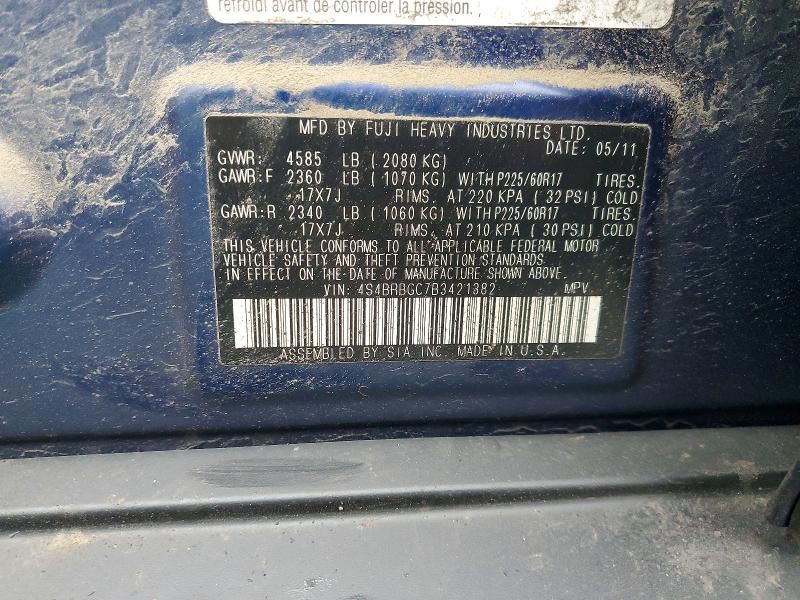 refroidi avant de contrôler la pression.
MFD BY FUJI HEAVY INDUSTRIES LTD.
DATE: 05/11
GVWR: 4585 LB ( 2080 KG)
GAWR:F 2360 LB ( 1070 KG) WITH P225/60R17 TIRES.
17X7J RIMS. AT 220 KPA ( 32 PSI) COLD
GAWR:R 2340 LB ( 1060 KG) WITH P225/60R17 TIRES.
17X7J RIMS. AT 210 KPA ( 30 PSI) COLD
THIS VEHICLE CONFORMS TO ALL APPLICABLE FEDERAL MOTOR
VEHICLE SAFETY AND THEFT PREVENTION STANDARDS
IN EFFECT ON THE DATE OF MANUFACTURE SHOWN ABOVE.
VIN: 4S4BRBGC7B3421382 MPV
ASSEMBLED BY SIA INC. MADE IN U.S.A.